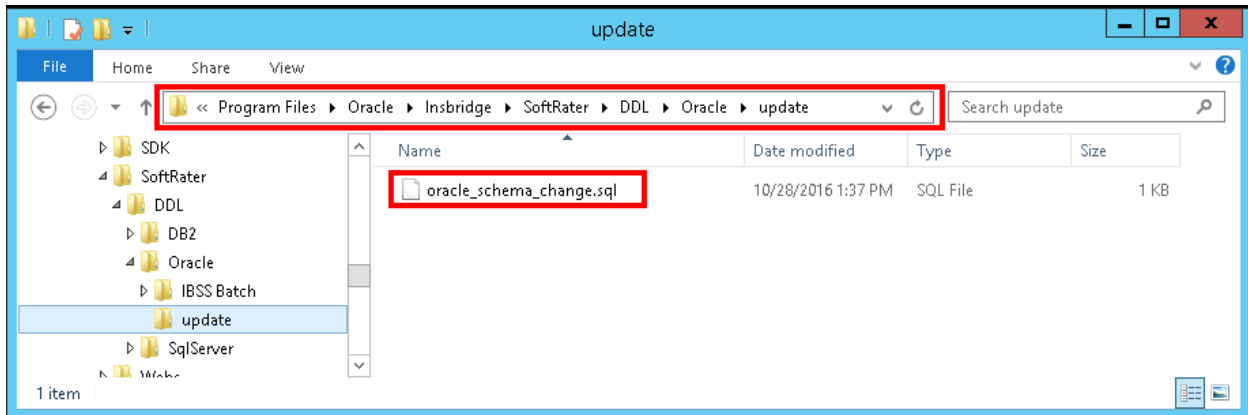 update
File Home Share View
« Program Files Oracle Insbridge SoftRater DDL Oracle update Search update
SDK
SoftRater
DDL
DB2
Oracle
IBSS Batch
update
SqlServer
Name Date modified Type Size
oracle_schema_change.sql 10/28/2016 1:37 PM SQL File 1 KB
1 item